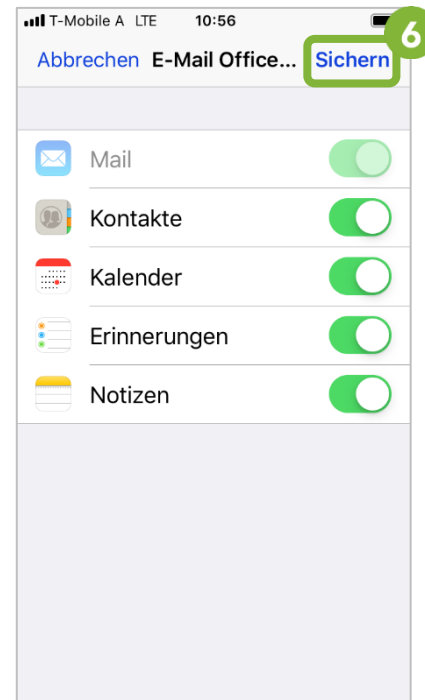 T-Mobile A LTE 10:56
6
Abbrechen E-Mail Office... Sichern
Mail
Kontakte
Kalender
Erinnerungen
Notizen